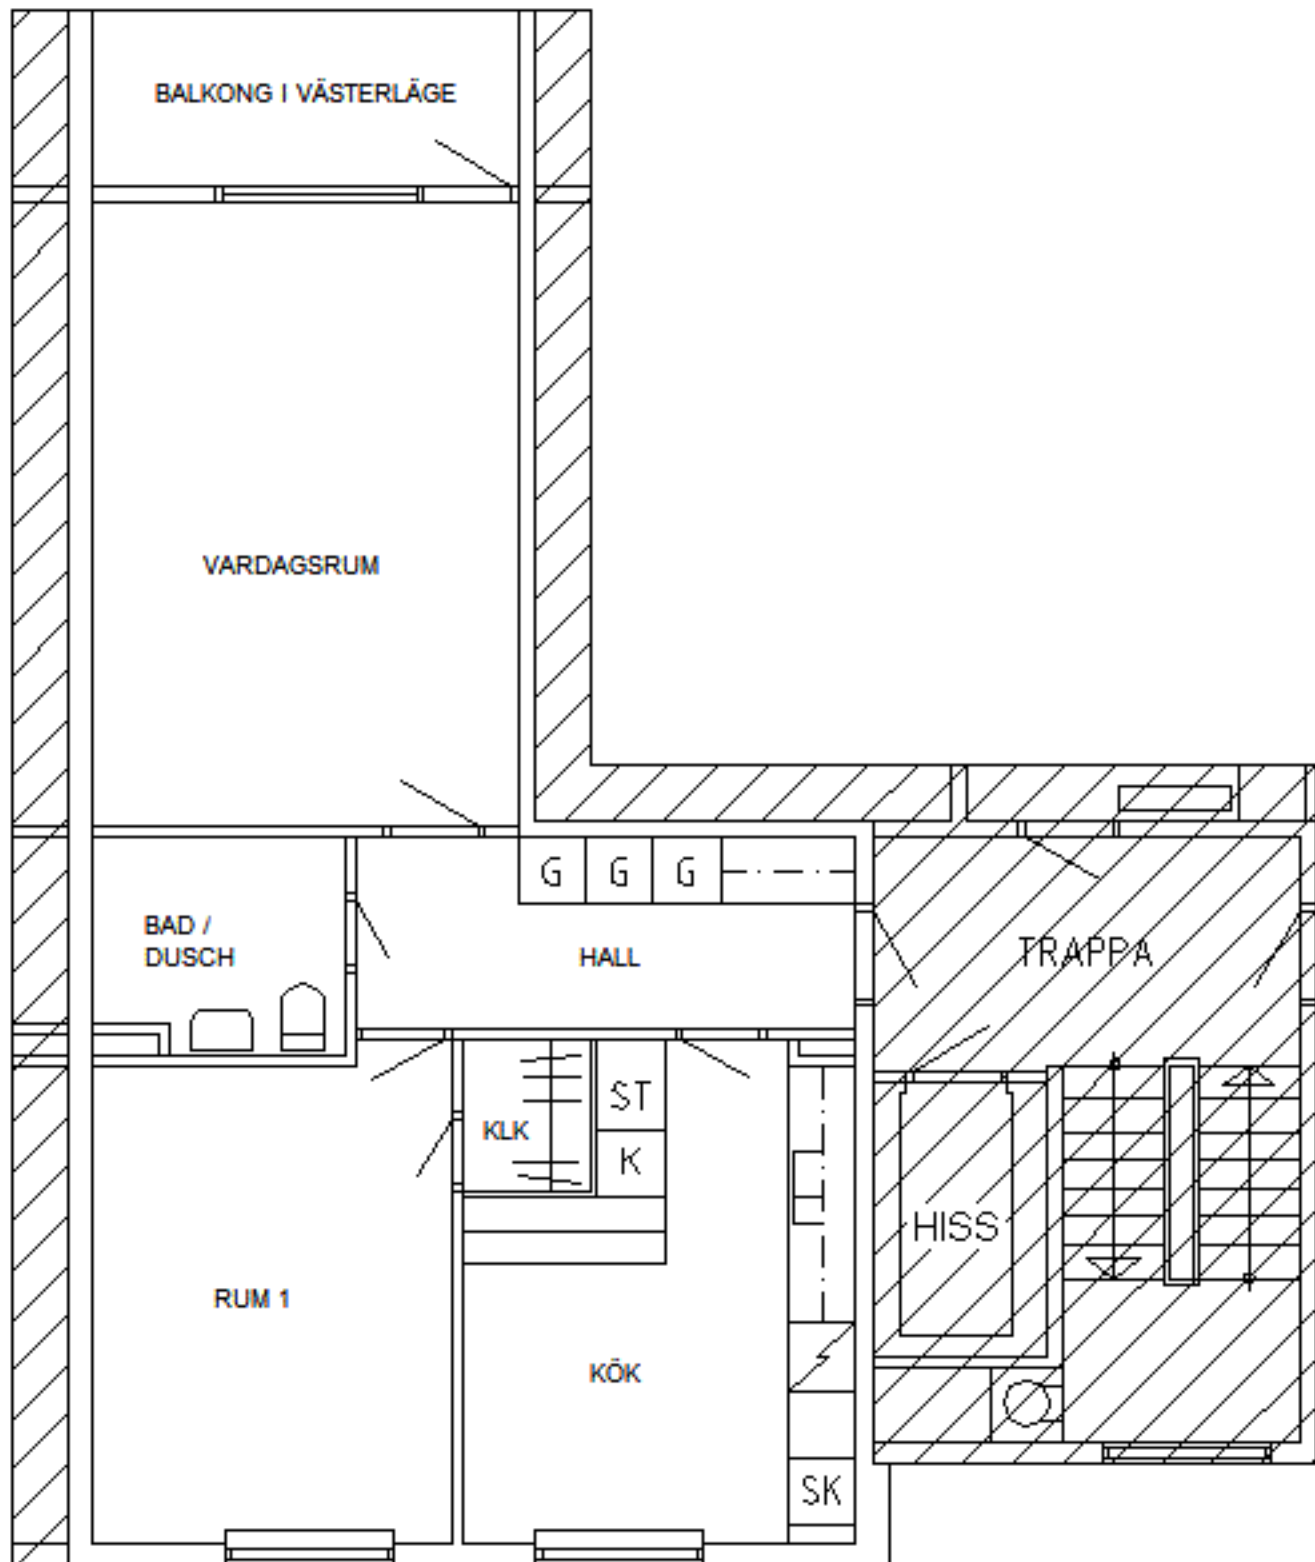 BALKONG I VÄSTERLÄGE
VARDAGSRUM
G G G
BAD /
DUSCH
HALL
TRAPPA
ST
KLK
K
HISS
RUM 1
KÖK
SK